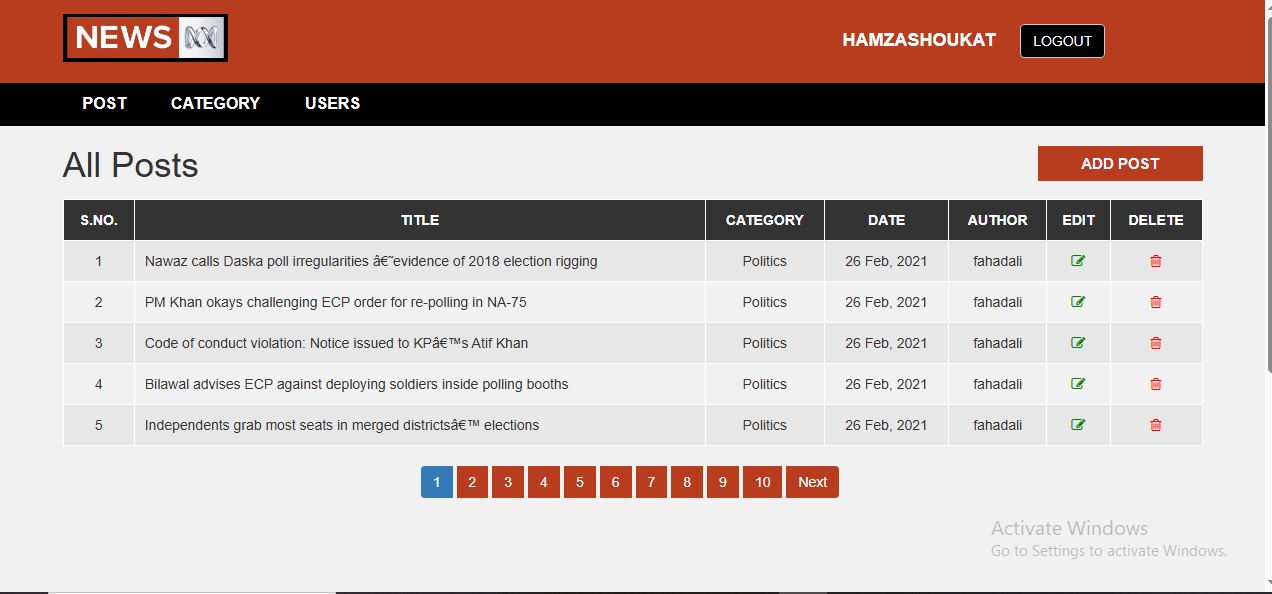 NEWS
HAMZASHOUKAT LOGOUT
POST CATEGORY USERS
All Posts ADD POST
S.NO. TITLE CATEGORY DATE AUTHOR EDIT DELETE
1 Nawaz calls Daska poll irregularities â€˜evidence of 2018 election rigging Politics 26 Feb, 2021 fahadali
2 PM Khan okays challenging ECP order for re-polling in NA-75 Politics 26 Feb, 2021 fahadali
3 Code of conduct violation: Notice issued to KPâ€™s Atif Khan Politics 26 Feb, 2021 fahadali
4 Bilawal advises ECP against deploying soldiers inside polling booths Politics 26 Feb, 2021 fahadali
5 Independents grab most seats in merged districtsâ€™ elections Politics 26 Feb, 2021 fahadali
1 2 3 4 5 6 7 8 9 10 Next
Activate Windows
Go to Settings to activate Windows.